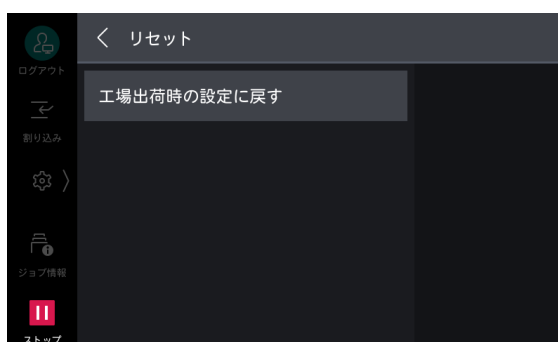 リセット
ログアウト
工場出荷時の設定に戻す
割り込み
ジョブ情報
ストップ